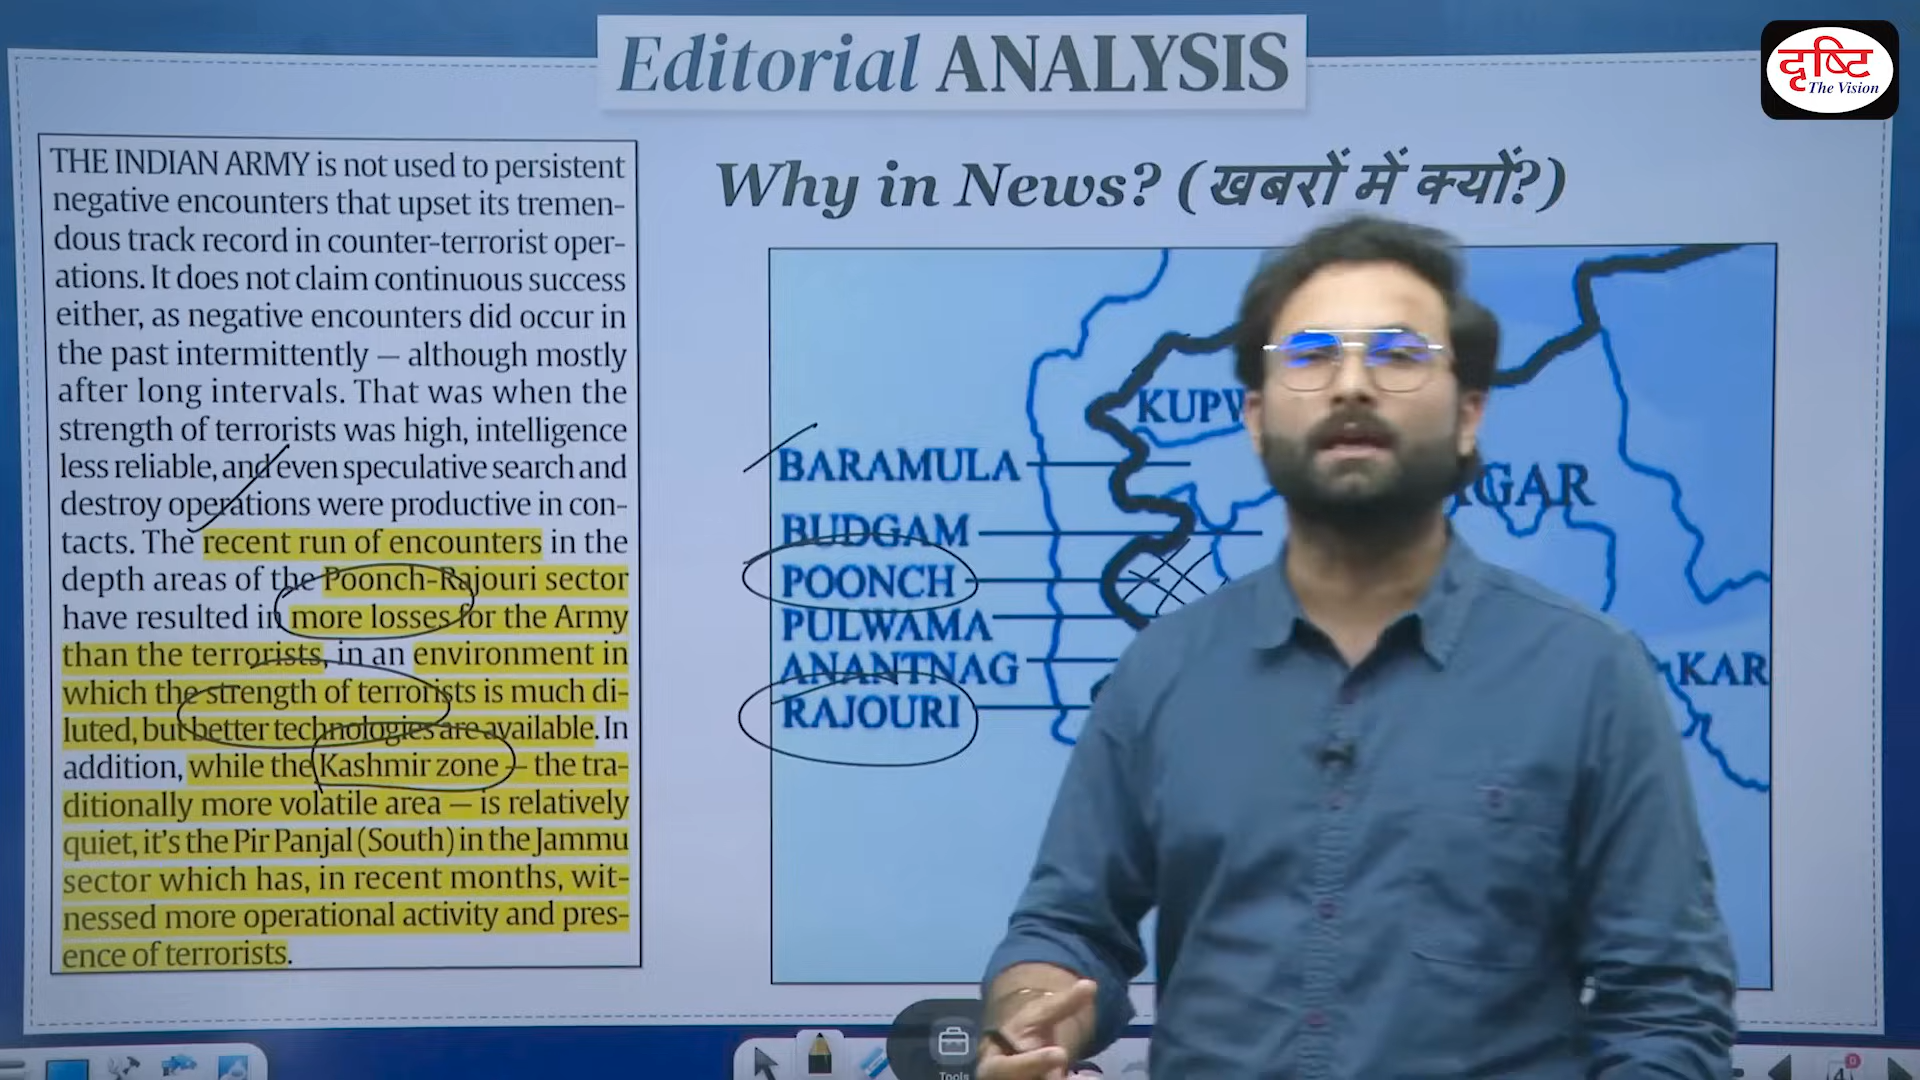 Editorial ANALYSIS
दृष्टि
The Vision
THE INDIAN ARMY is not used to persistent
negative encounters that upset its tremen-
dous track record in counter-terrorist oper-
ations. It does not claim continuous success
either, as negative encounters did occur in
the past intermittently — although mostly
after long intervals. That was when the
strength of terrorists was high, intelligence
less reliable, and even speculative search and
destroy operations were productive in con-
tacts. The recent run of encounters in the
depth areas of the Poonch-Rajouri sector
have resulted in more losses for the Army
than the terrorists, in an environment in
which the strength of terrorists is much di-
luted, but better technologies are available. In
addition, while the Kashmir zone — the tra-
ditionally more volatile area — is relatively
quiet, it's the Pir Panjal (South) in the Jammu
sector which has, in recent months, wit-
nessed more operational activity and pres-
ence of terrorists.
Why in News? (खबरों में क्यों?)
BARAMULA
BUDGAM
POONCH
PULWAMA
ANANTNAG
RAJOURI
KAR
Tools